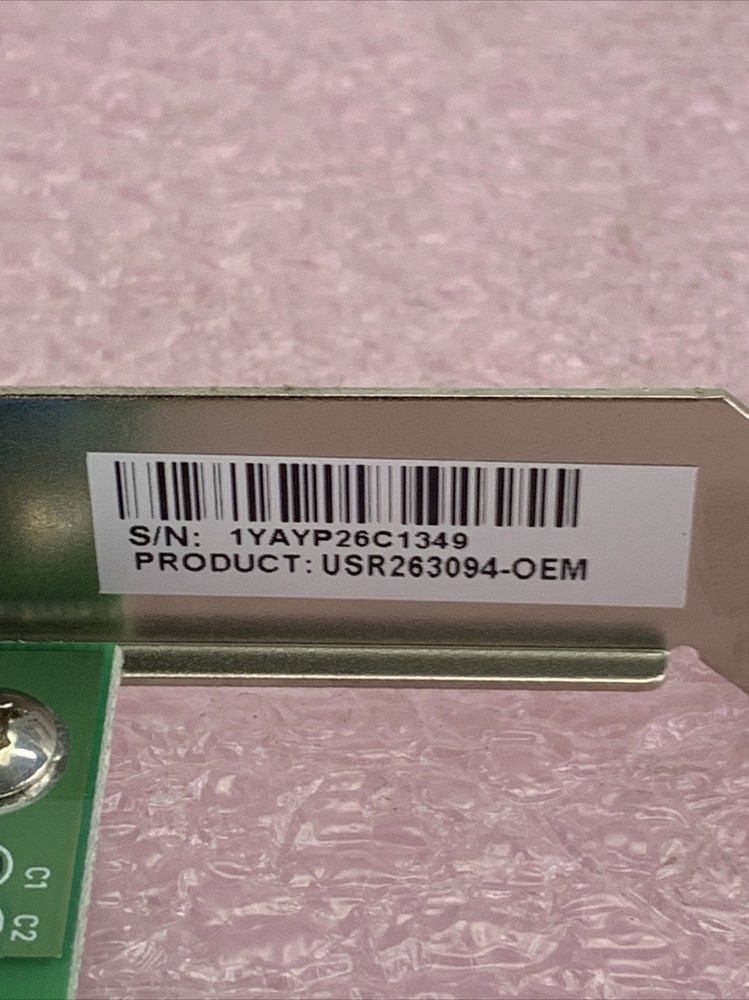 S/N: 1YAYP26C1349
PRODUCT: USR263094-OEM
C1
C2